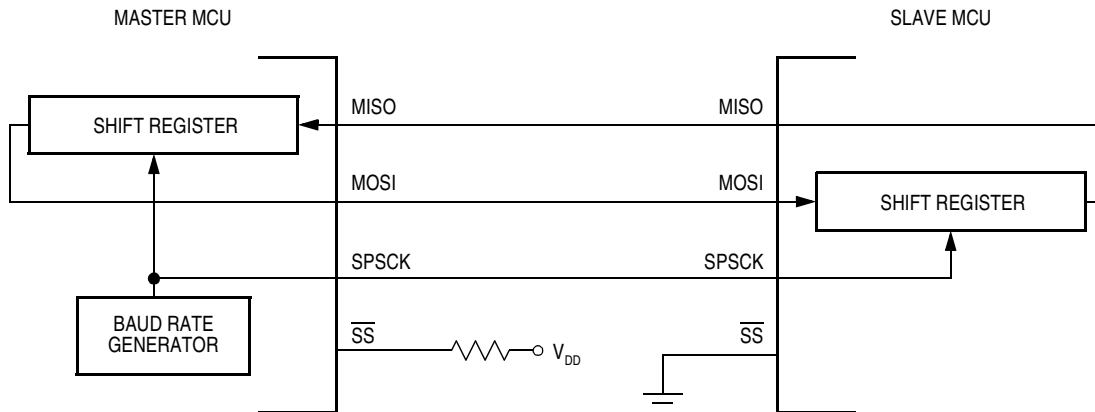 MASTER MCU
SLAVE MCU
SHIFT REGISTER
MISO
MISO
MOSI
MOSI
SHIFT REGISTER
SPSCK
SPSCK
BAUD RATE
GENERATOR
SS
VDD
SS